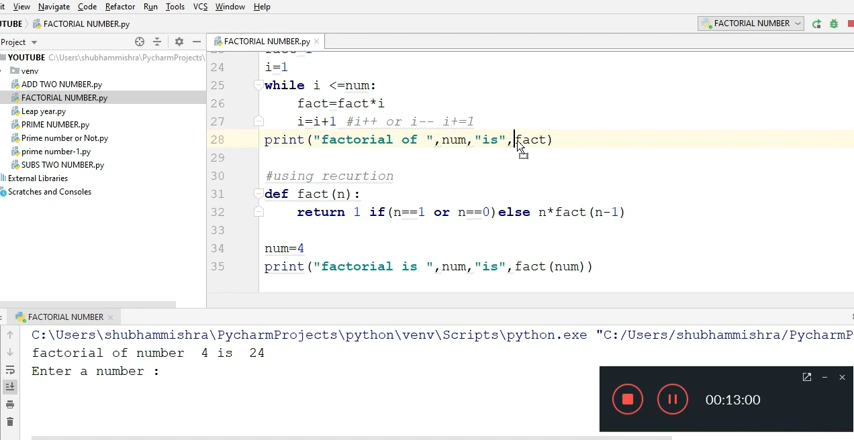 it View Navigate Code Refactor Run Tools VCS Window Help
TUBE FACTORIAL NUMBER.py
FACTORIAL NUMBER
Project
FACTORIAL NUMBER.py
YOUTUBE C:\Users\shubhammishra\PycharmProjects\
venv
ADD TWO NUMBER.py
FACTORIAL NUMBER.py
Leap year.py
PRIME NUMBER.py
Prime number or Not.py
prime number-1.py
SUBS TWO NUMBER.py
External Libraries
Scratches and Consoles
24 i=1
25 while i <=num:
26 fact=fact*i
27 i=i+1 #i++ or i-- i+=1
28 print("factorial of ",num,"is",fact)
29
30 #using recurtion
31 def fact(n):
32 return 1 if(n==1 or n==0)else n*fact(n-1)
33
34 num=4
35 print("factorial is ",num,"is",fact(num))
: FACTORIAL NUMBER
C:\Users\shubhammishra\PycharmProjects\python\venv\Scripts\python.exe "C:/Users/shubhammishra/PycharmP
factorial of number 4 is 24
Enter a number :
00:13:00